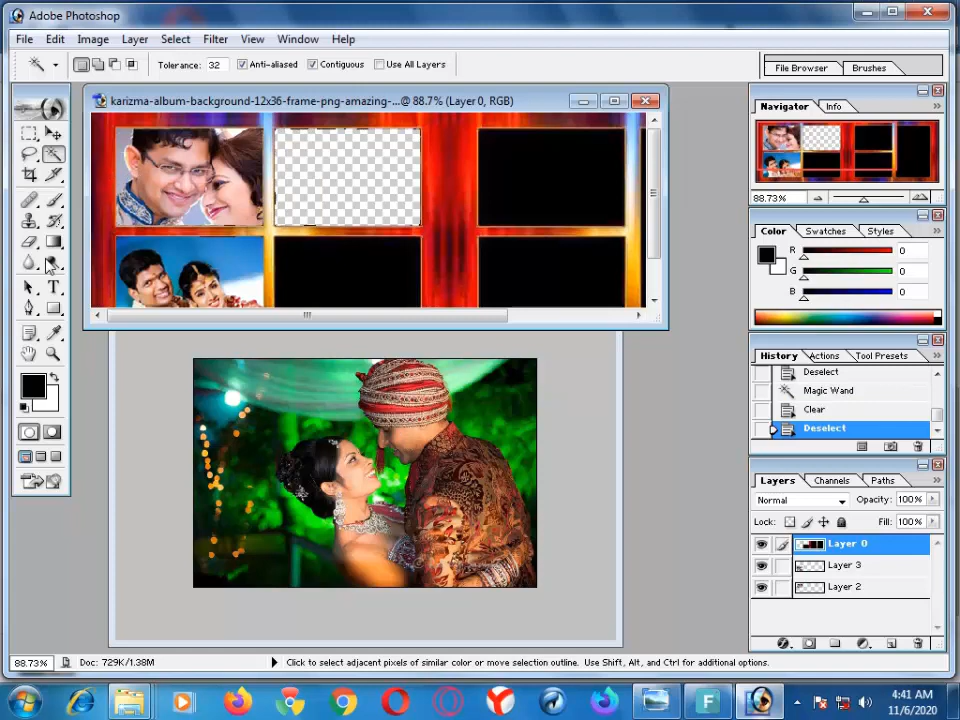 Adobe Photoshop
File Edit Image Layer Select Filter View Window Help
Tolerance: 32 Anti-aliased Contiguous Use All Layers
File Browser Brushes
karizma-album-background-12x36-frame-png-amazing-...@ 88.7% (Layer 0, RGB)
Navigator Info
88.73%
Color Swatches Styles
R 0
G 0
B 0
History Actions Tool Presets
Deselect
Magic Wand
Clear
Deselect
Layers Channels Paths
Normal Opacity: 100%
Lock: Fill: 100%
Layer 0
Layer 3
Layer 2
88.73% Doc: 729K/1.38M Click to select adjacent pixels of similar color or move selection outline. Use Shift, Alt, and Ctrl for additional options.
4:41 AM
11/6/2020